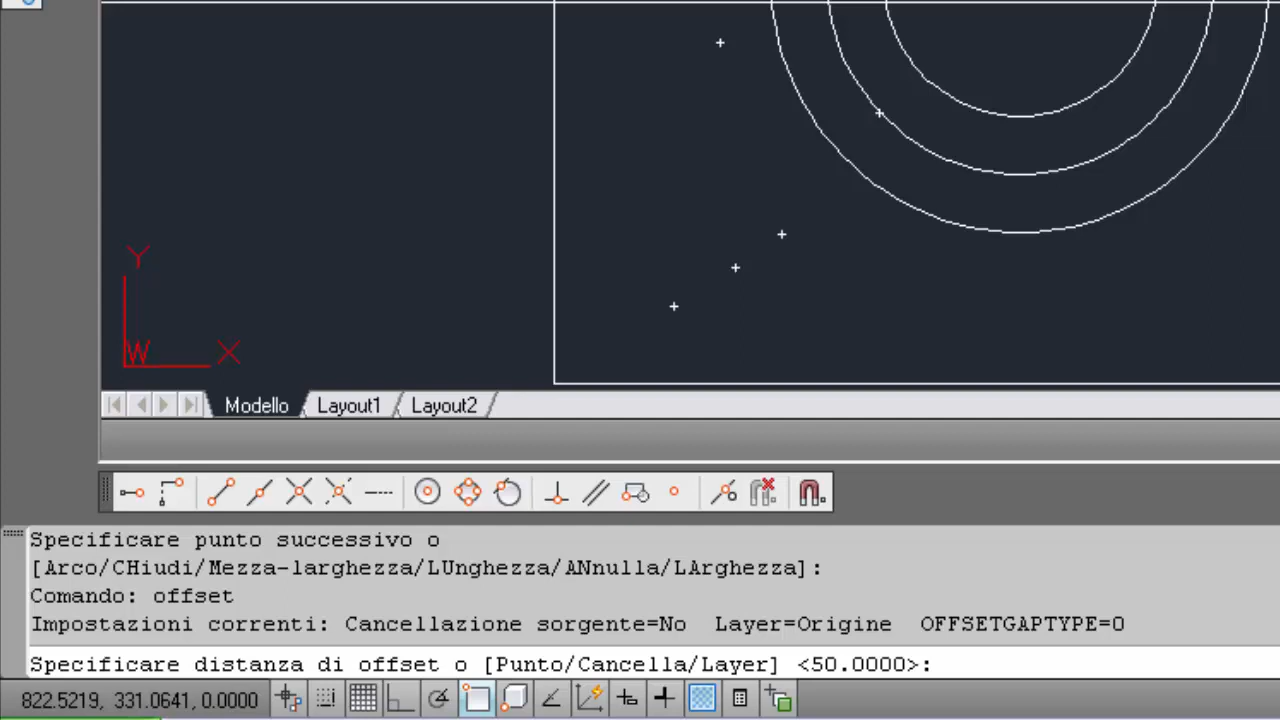 Y
W X
Modello Layout1 Layout2
Specificare punto successivo o
[Arco/CHiudi/Mezza-larghezza/LUnghezza/ANnulla/LArghezza]:
Comando: offset
Impostazioni correnti: Cancellazione sorgente=No Layer=Origine OFFSETGAPTYPE=0
Specificare distanza di offset o [Punto/Cancella/Layer] <50.0000>:
822.5219, 331.0641, 0.0000